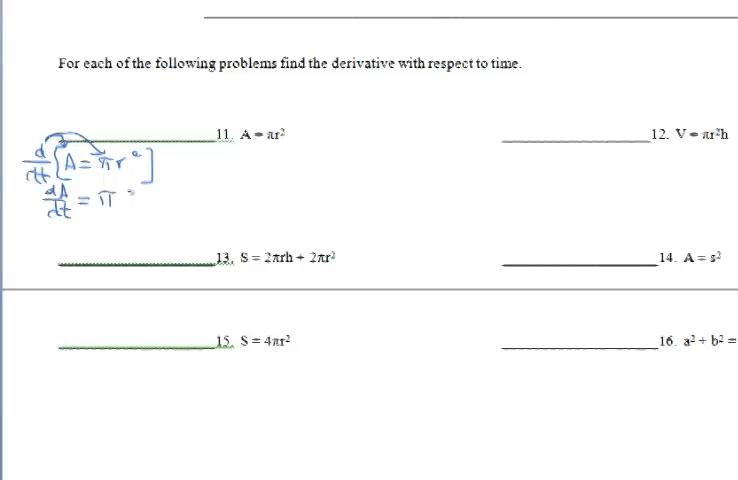 For each of the following problems find the derivative with respect to time.
11. A = πr²
12. V = πr²h
d/dt [A = πr²]
dA/dt = π
13. S = 2πrh + 2πr²
14. A = s²
15. S = 4πr²
16. a² + b² =